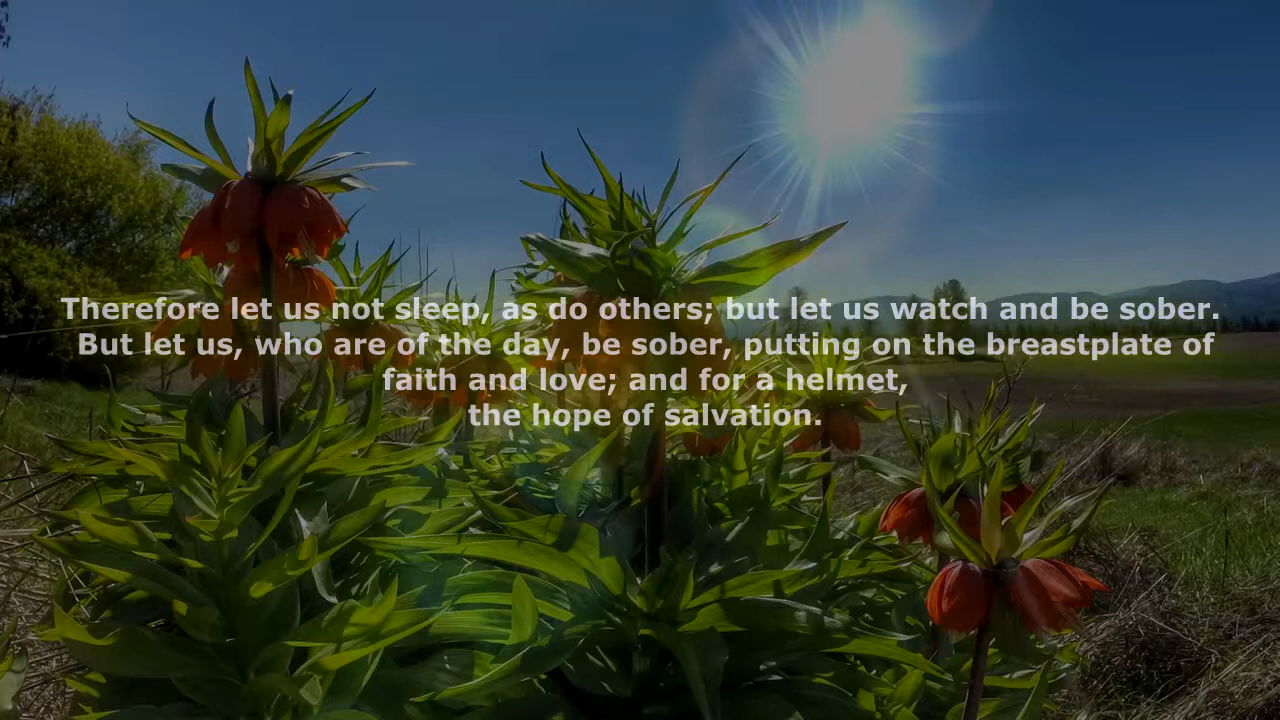 Therefore let us not sleep, as do others; but let us watch and be sober.
But let us, who are of the day, be sober, putting on the breastplate of
faith and love; and for a helmet,
the hope of salvation.